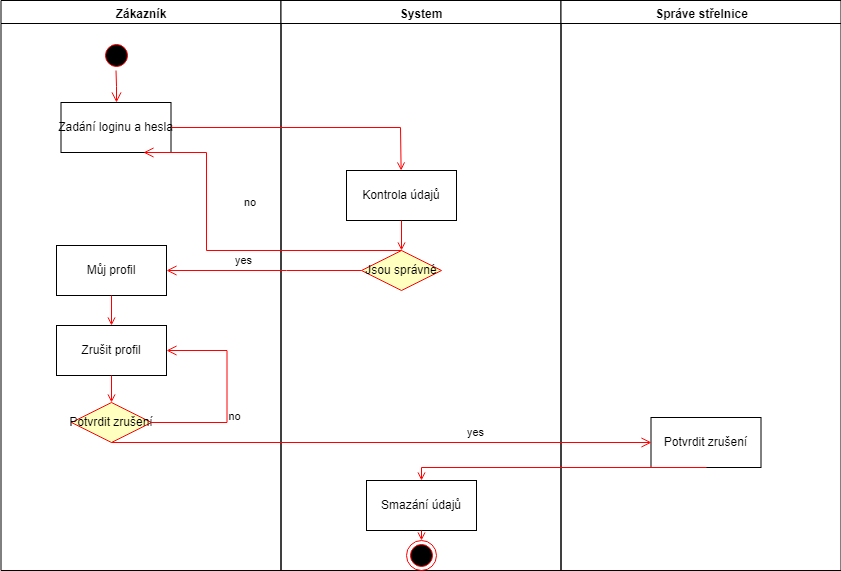 Zákazník
System
Správe střelnice
Zadání loginu a hesla
Kontrola údajů
no
yes
Jsou správné
Můj profil
Zrušit profil
Potvrdit zrušení
no
yes
Potvrdit zrušení
Smazání údajů